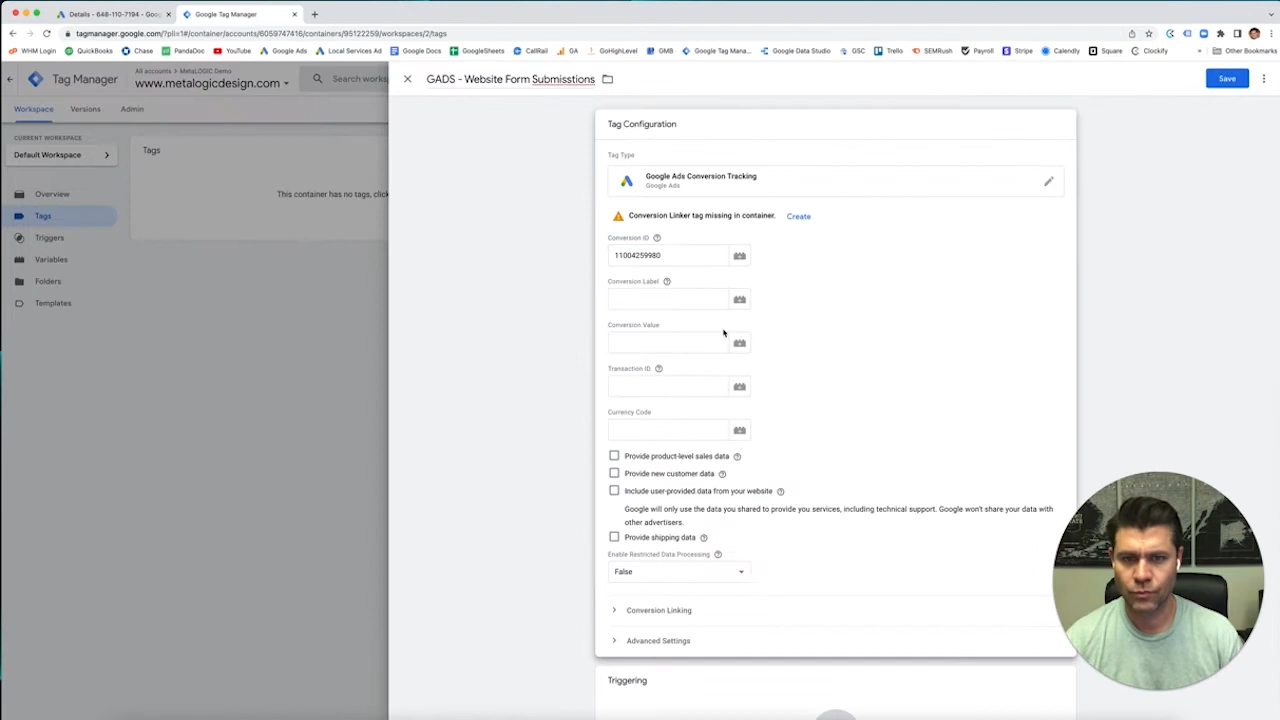 Details - 648-110-7194 - Goog
Google Tag Manager
tagmanager.google.com/?pli=1#/container/accounts/6059747416/containers/95122259/workspaces/2/tags
WHM Login
QuickBooks
Chase
PandaDoc
YouTube
Google Ads
Local Services Ad
Google Docs
GoogleSheets
CallRail
GA
GoHighLevel
GMB
Google Tag Mana...
Google Data Studio
GSC
Trello
SEMRush
Payroll
Stripe
Calendly
Square
Clockify
Other Bookmarks
Tag Manager
All accounts > MetaLOGIC Demo
www.metalogicdesign.com
Search works
GADS - Website Form Submisstions
Save
Workspace
Versions
Admin
CURRENT WORKSPACE
Default Workspace
Overview
Tags
Triggers
Variables
Folders
Templates
Tags
This container has no tags, click
Tag Configuration
Tag Type
Google Ads Conversion Tracking
Google Ads
Conversion Linker tag missing in container.
Create
Conversion ID
11004259980
Conversion Label
Conversion Value
Transaction ID
Currency Code
Provide product-level sales data
Provide new customer data
Include user-provided data from your website
Google will only use the data you shared to provide you services, including technical support. Google won't share your data with
other advertisers.
Provide shipping data
Enable Restricted Data Processing
False
Conversion Linking
Advanced Settings
Triggering